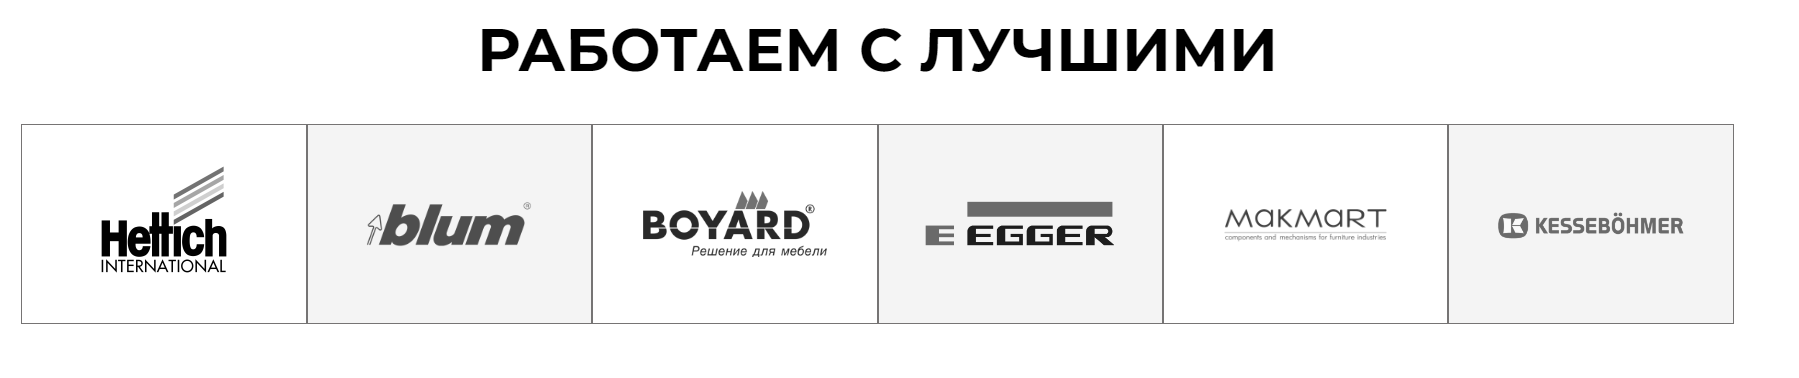 РАБОТАЕМ С ЛУЧШИМИ
Hettich
INTERNATIONAL
blum®
BOYARD®
Решение для мебели
E EGGER
MAKMART
components and mechanisms for furniture industries
K KESSEBÖHMER